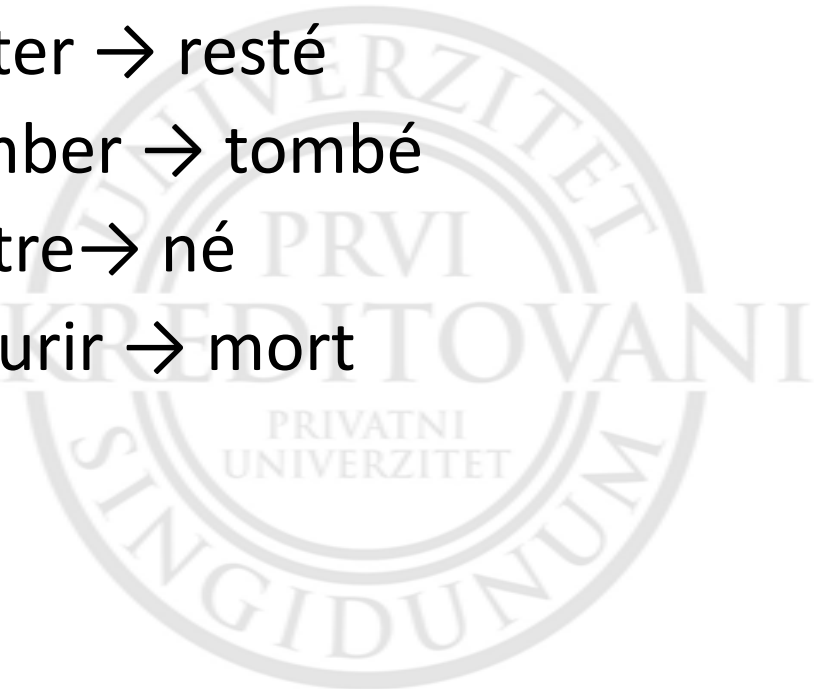 ter → resté
nber → tombé
tre→ né
urir → mort
UNIVERZITET
PRVI
KREDITOVANI
PRIVATNI
UNIVERZITET
SINGIDUNUM